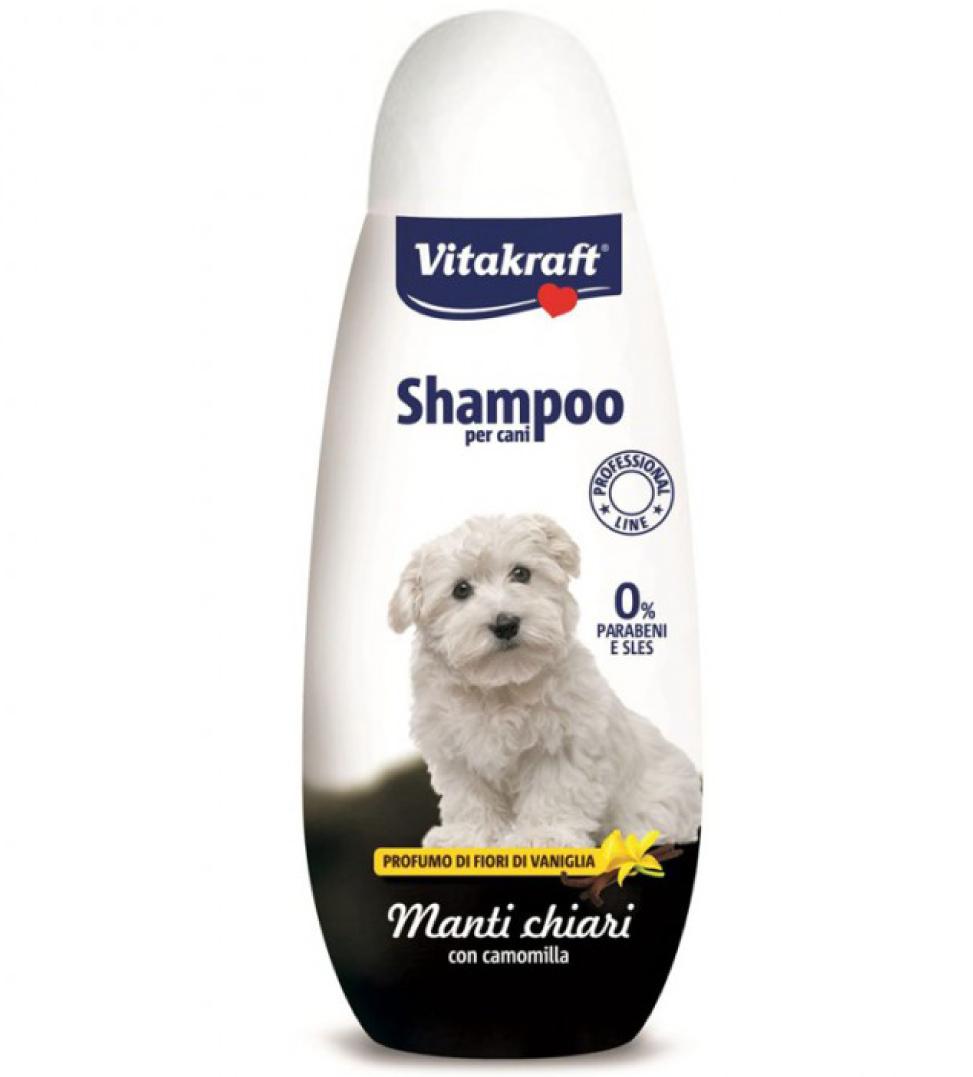 Vitakraft®
Shampoo
per cani
PROFESSIONAL
LINE
0%
PARABENI
E SLES
PROFUMO DI FIORI DI VANIGLIA
Manti chiari
con camomilla